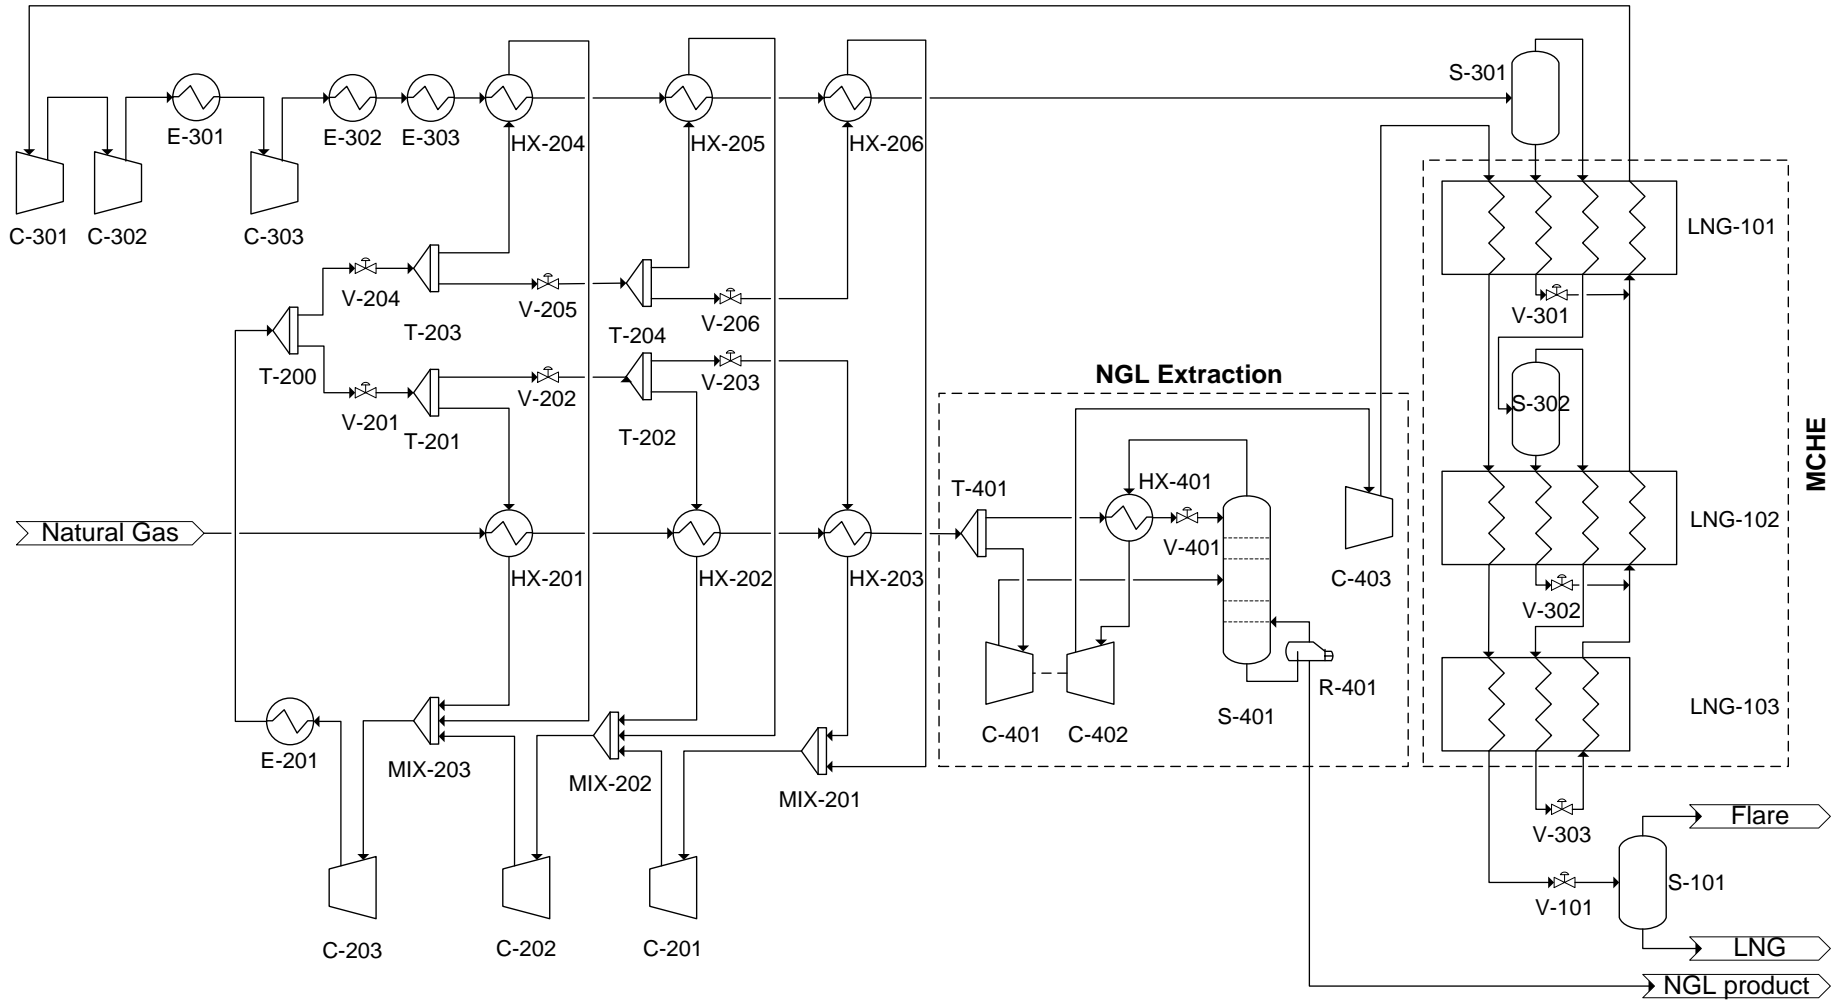 S-301
E-301
E-302
E-303
HX-204
HX-205
HX-206
C-301
C-302
C-303
LNG-101
V-204
V-205
V-206
V-301
T-203
T-204
T-200
V-202
V-203
NGL Extraction
V-201
T-201
T-202
S-302
MCHE
T-401
HX-401
LNG-102
Natural Gas
V-401
HX-201
HX-202
HX-203
C-403
V-302
R-401
S-401
LNG-103
C-401
C-402
E-201
MIX-203
MIX-202
MIX-201
Flare
V-303
S-101
V-101
C-203
C-202
C-201
LNG
NGL product